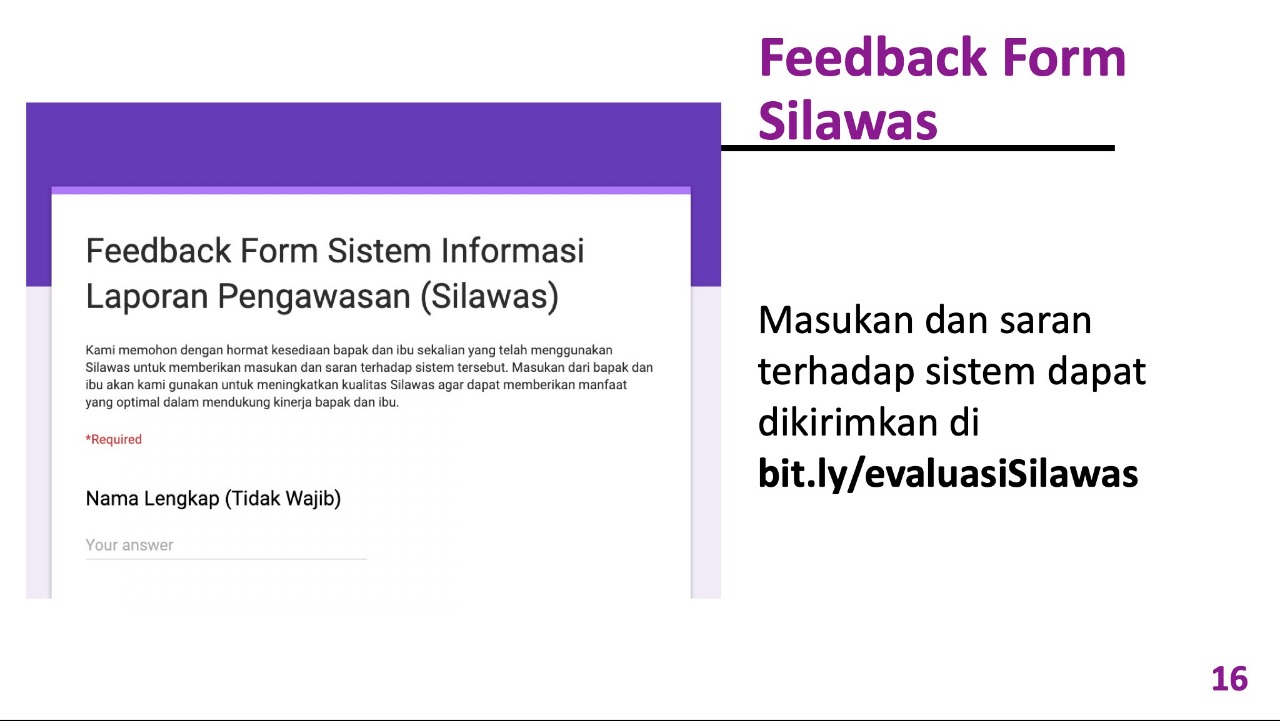 Feedback Form
Silawas
Feedback Form Sistem Informasi
Laporan Pengawasan (Silawas)
Kami memohon dengan hormat kesediaan bapak dan ibu sekalian yang telah menggunakan
Silawas untuk memberikan masukan dan saran terhadap sistem tersebut. Masukan dari bapak dan
ibu akan kami gunakan untuk meningkatkan kualitas Silawas agar dapat memberikan manfaat
yang optimal dalam mendukung kinerja bapak dan ibu.
*Required
Nama Lengkap (Tidak Wajib)
Your answer
Masukan dan saran
terhadap sistem dapat
dikirimkan di
bit.ly/evaluasiSilawas
16